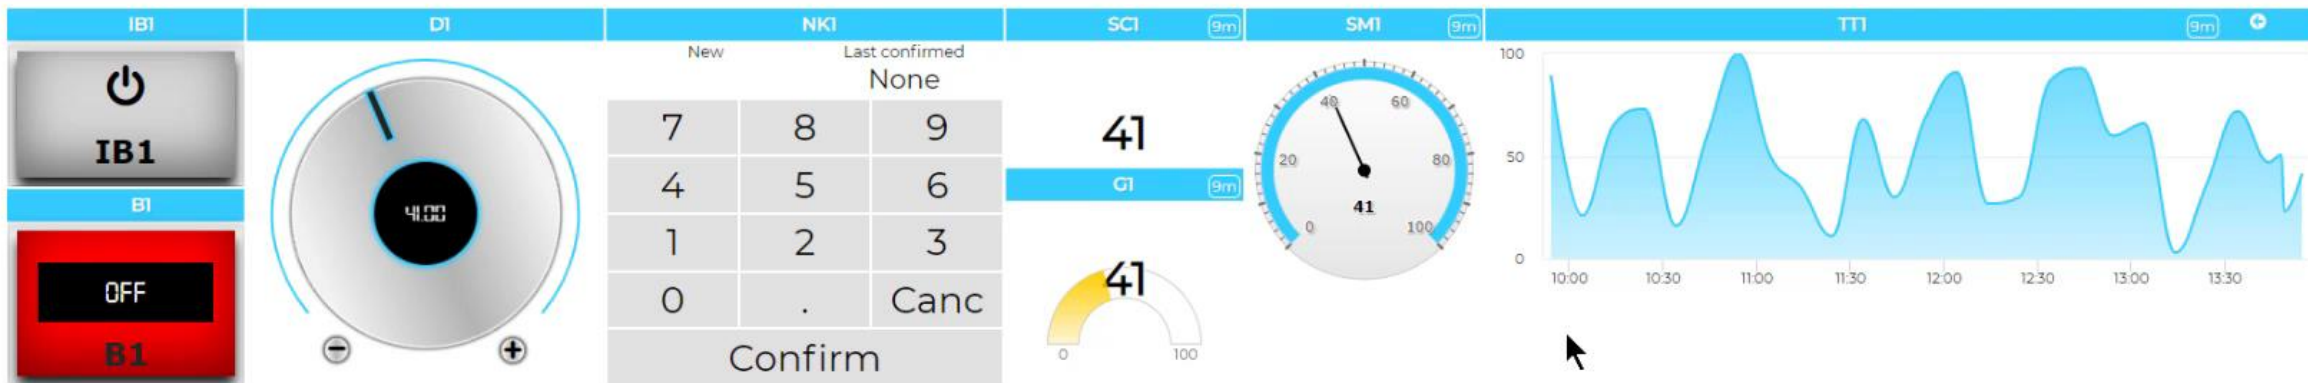 IB1
IB1
B1
OFF
B1
D1
41.00
NK1
New Last confirmed
None
7 8 9
4 5 6
1 2 3
0 . Canc
Confirm
SC1 9m
41
G1 9m
41
0 100
SM1 9m
40 60
20 80
41
0 100
TT1 9m
100
50
0
10:00 10:30 11:00 11:30 12:00 12:30 13:00 13:30